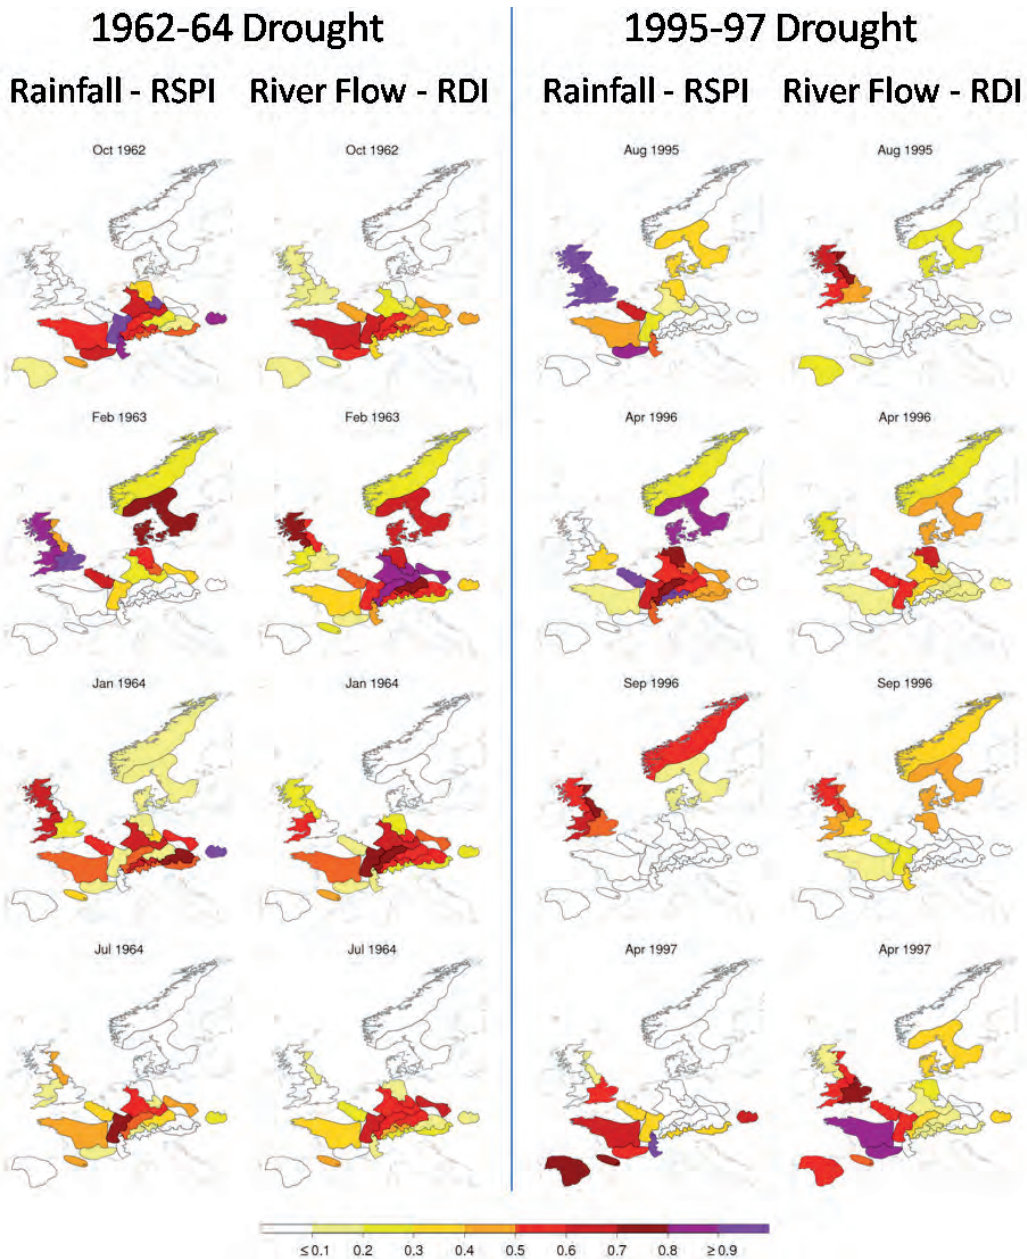 1962-64 Drought
1995-97 Drought
Rainfall - RSPI
River Flow - RDI
Rainfall - RSPI
River Flow - RDI
Oct 1962
Oct 1962
Aug 1995
Aug 1995
Feb 1963
Feb 1963
Apr 1996
Apr 1996
Jan 1964
Jan 1964
Sep 1996
Sep 1996
Jul 1964
Jul 1964
Apr 1997
Apr 1997
≤ 0.1 0.2 0.3 0.4 0.5 0.6 0.7 0.8 ≥ 0.9